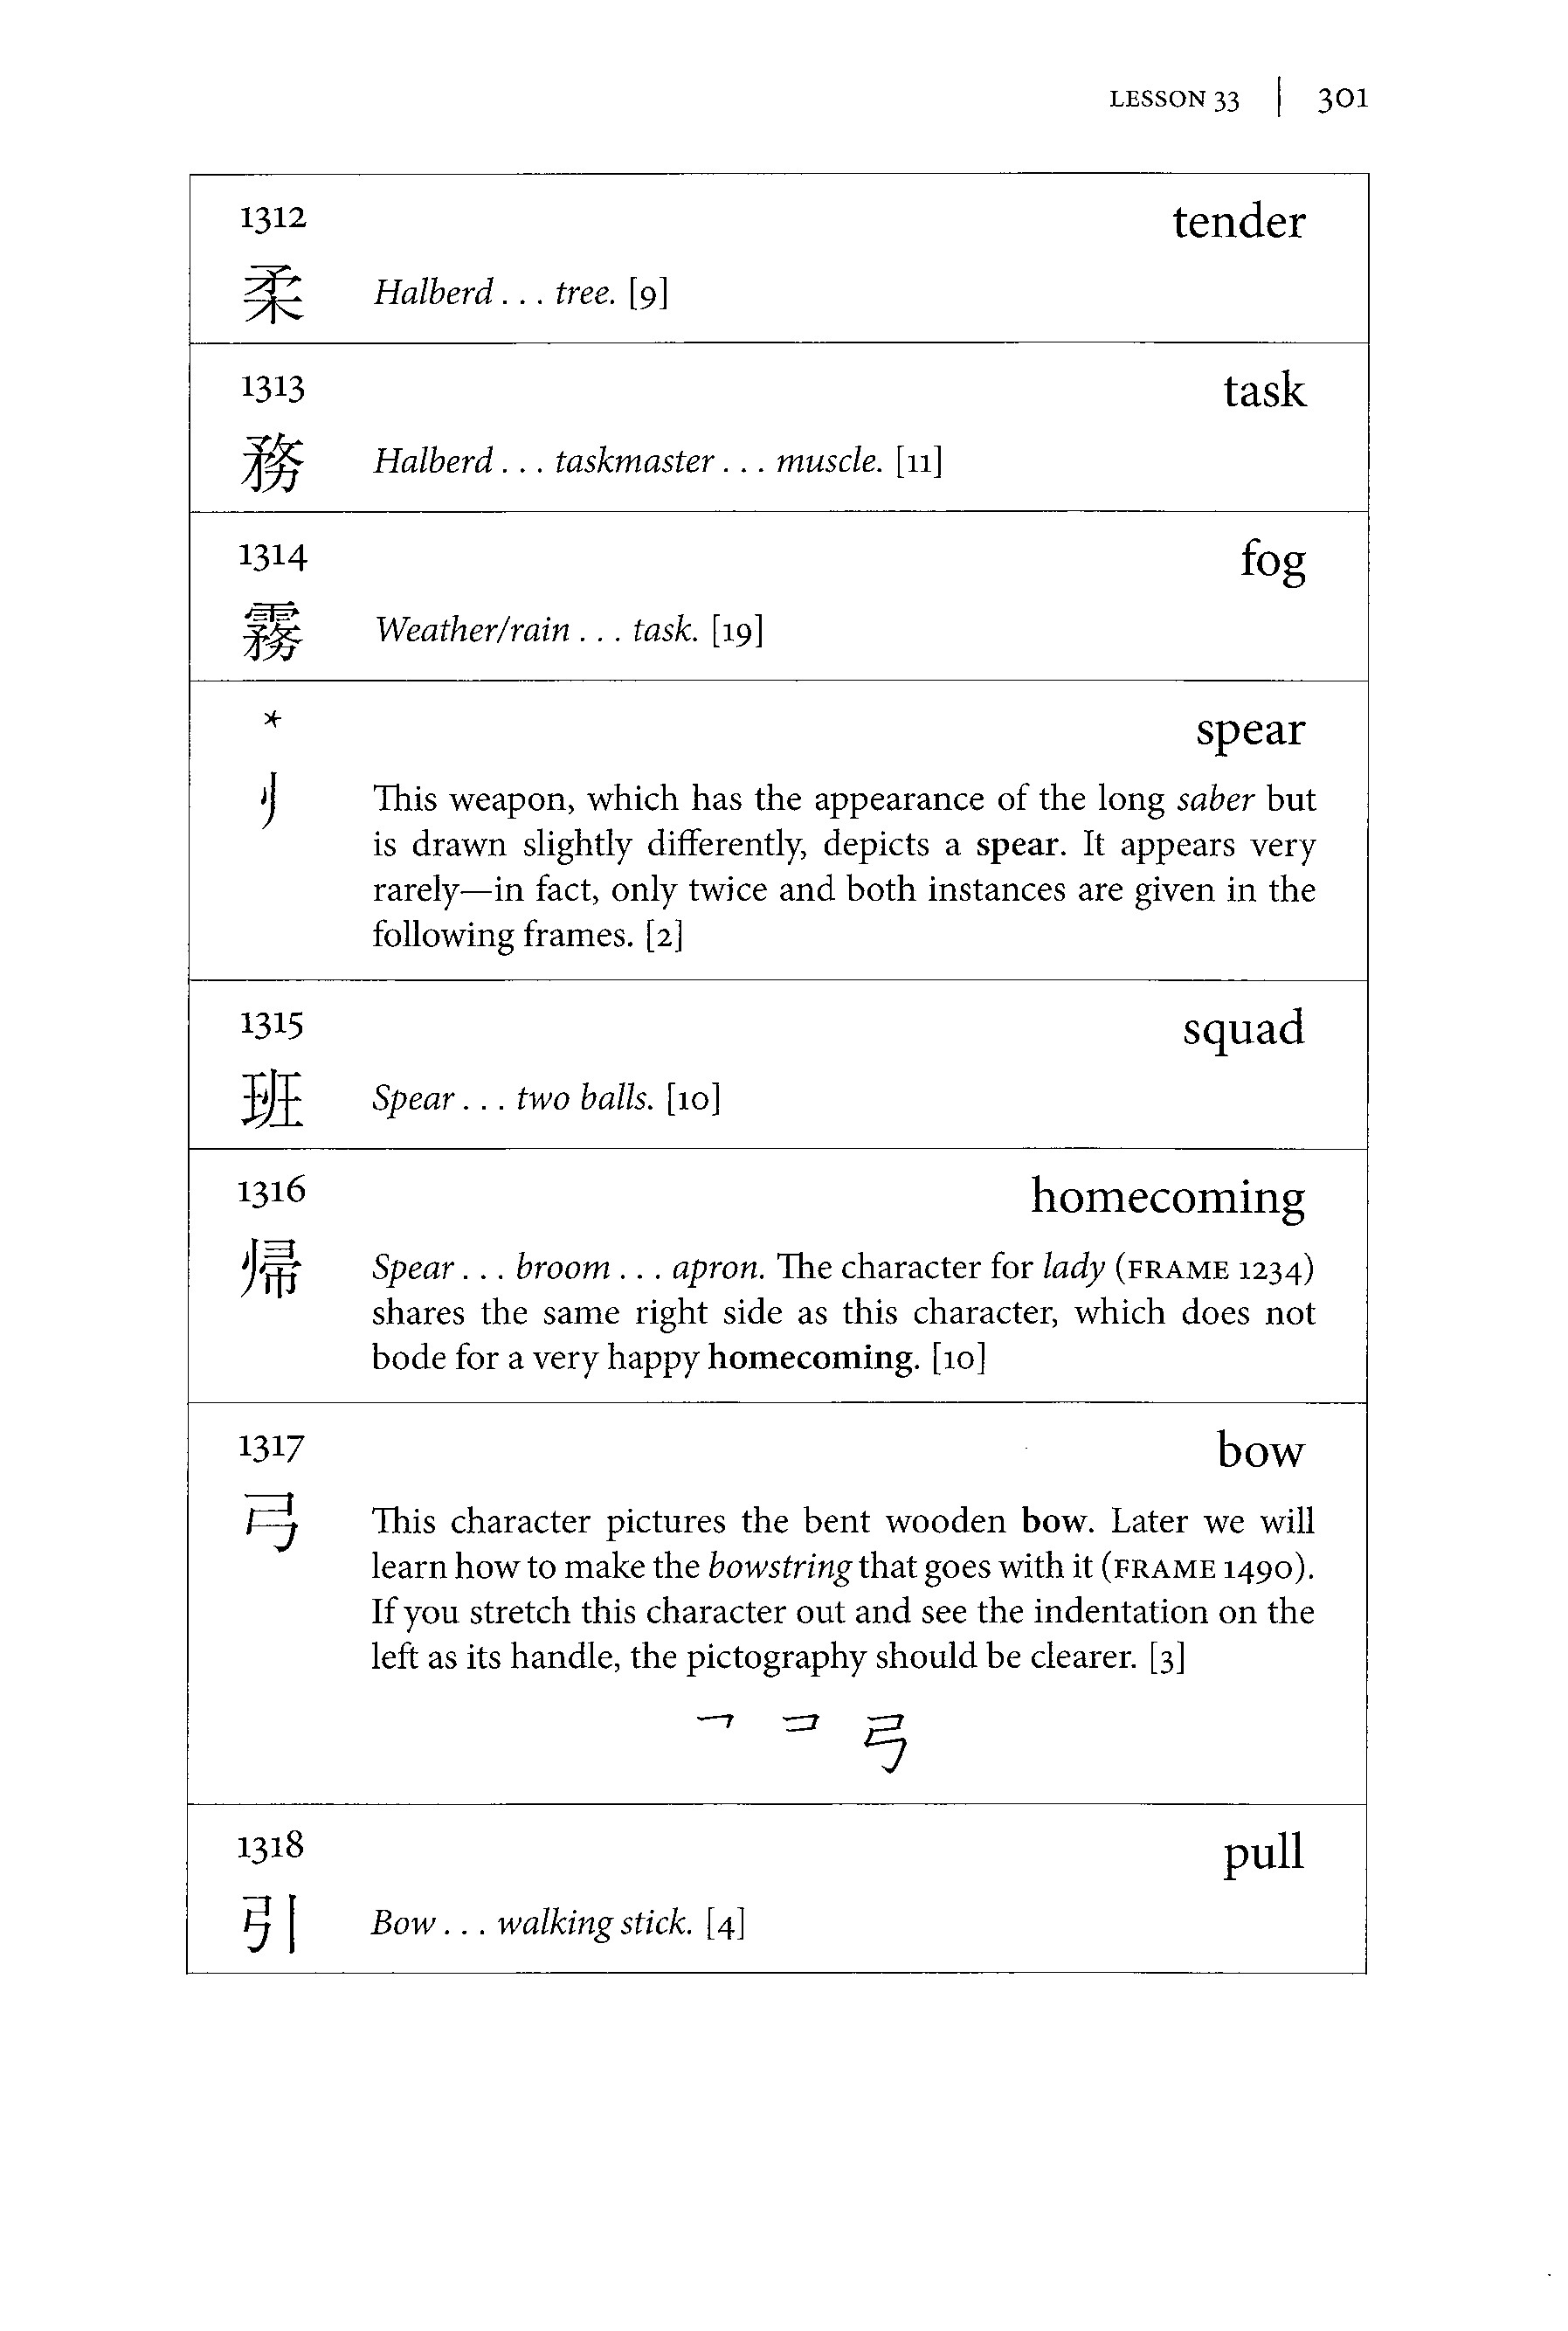 LESSON 33 | 301
1312 tender
柔 Halberd . . . tree. [9]
1313 task
務 Halberd . . . taskmaster . . . muscle. [11]
1314 fog
霧 Weather/rain . . . task. [19]
* spear
刂 This weapon, which has the appearance of the long saber but
is drawn slightly differently, depicts a spear. It appears very
rarely—in fact, only twice and both instances are given in the
following frames. [2]
1315 squad
班 Spear . . . two balls. [10]
1316 homecoming
帰 Spear . . . broom . . . apron. The character for lady (FRAME 1234)
shares the same right side as this character, which does not
bode for a very happy homecoming. [10]
1317 bow
弓 This character pictures the bent wooden bow. Later we will
learn how to make the bowstring that goes with it (FRAME 1490).
If you stretch this character out and see the indentation on the
left as its handle, the pictography should be clearer. [3]
㇕ コ 弓
1318 pull
引 Bow . . . walking stick. [4]